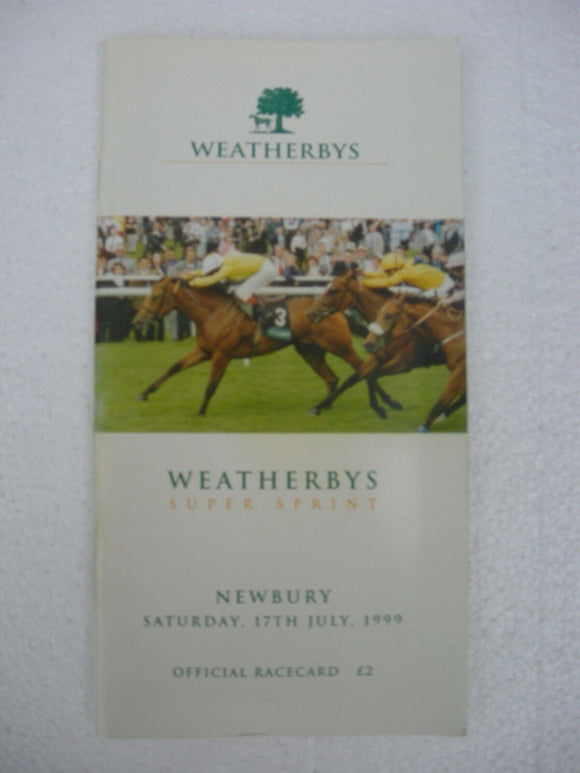 WEATHERBYS
3
WEATHERBYS
SUPER SPRINT
NEWBURY
SATURDAY, 17TH JULY, 1999
OFFICIAL RACECARD £2